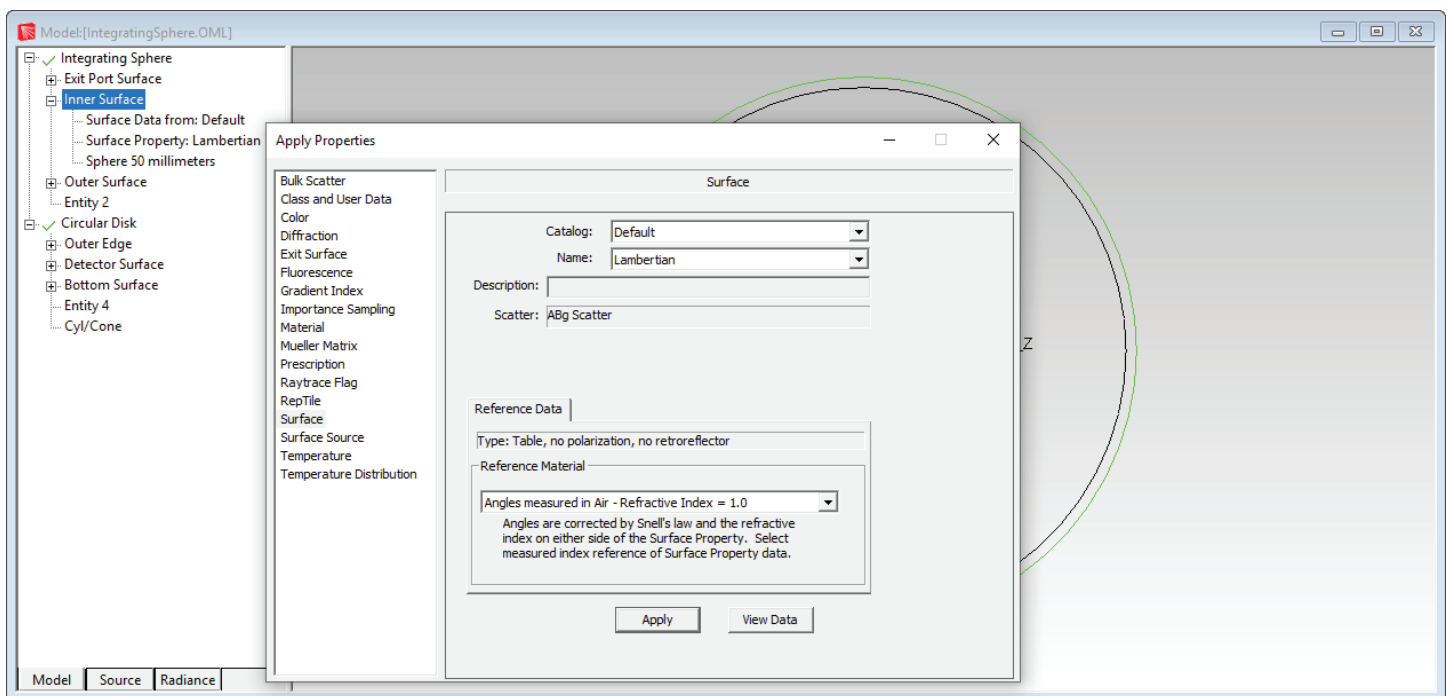 Model:[IntegratingSphere.OML]
Integrating Sphere
Exit Port Surface
Inner Surface
Surface Data from: Default
Surface Property: Lambertian
Sphere 50 millimeters
Outer Surface
Entity 2
Circular Disk
Outer Edge
Detector Surface
Bottom Surface
Entity 4
Cyl/Cone
Model
Source
Radiance
Apply Properties
Bulk Scatter
Class and User Data
Color
Diffraction
Exit Surface
Fluorescence
Gradient Index
Importance Sampling
Material
Mueller Matrix
Prescription
Raytrace Flag
RepTile
Surface
Surface Source
Temperature
Temperature Distribution
Surface
Catalog: Default
Name: Lambertian
Description:
Scatter: ABg Scatter
Reference Data
Type: Table, no polarization, no retroreflector
Reference Material
Angles measured in Air - Refractive Index = 1.0
Angles are corrected by Snell's law and the refractive
index on either side of the Surface Property. Select
measured index reference of Surface Property data.
Apply
View Data
Z